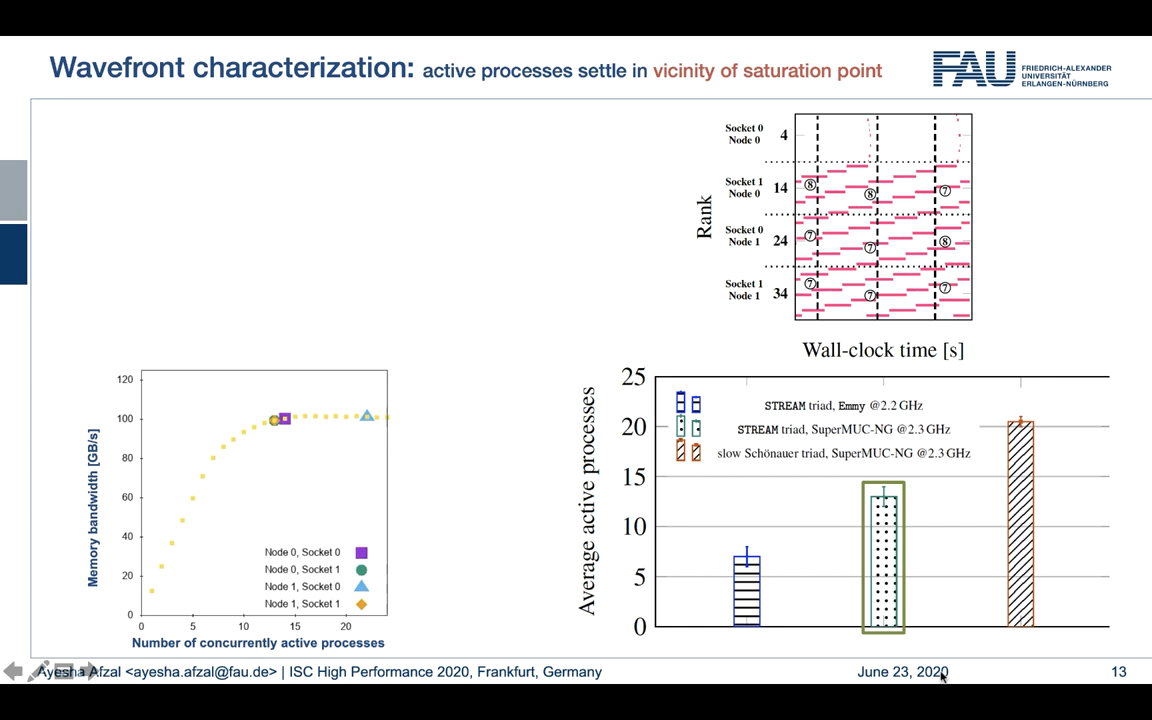 Wavefront characterization: active processes settle in vicinity of saturation point
FAU FRIEDRICH-ALEXANDER
UNIVERSITÄT
ERLANGEN-NÜRNBERG
Socket 0
Node 0
4
Socket 1
Node 0
14
Socket 0
Node 1
24
Socket 1
Node 1
34
Rank
8
8
7
7
7
8
7
7
7
Wall-clock time [s]
Memory bandwidth [GB/s]
120
100
80
60
40
20
0
Node 0, Socket 0
Node 0, Socket 1
Node 1, Socket 0
Node 1, Socket 1
0 5 10 15 20
Number of concurrently active processes
Average active processes
25
20
15
10
5
0
STREAM triad, Emmy @2.2 GHz
STREAM triad, SuperMUC-NG @2.3 GHz
slow Schönauer triad, SuperMUC-NG @2.3 GHz
Ayesha Afzal <ayesha.afzal@fau.de> | ISC High Performance 2020, Frankfurt, Germany
June 23, 2020
13